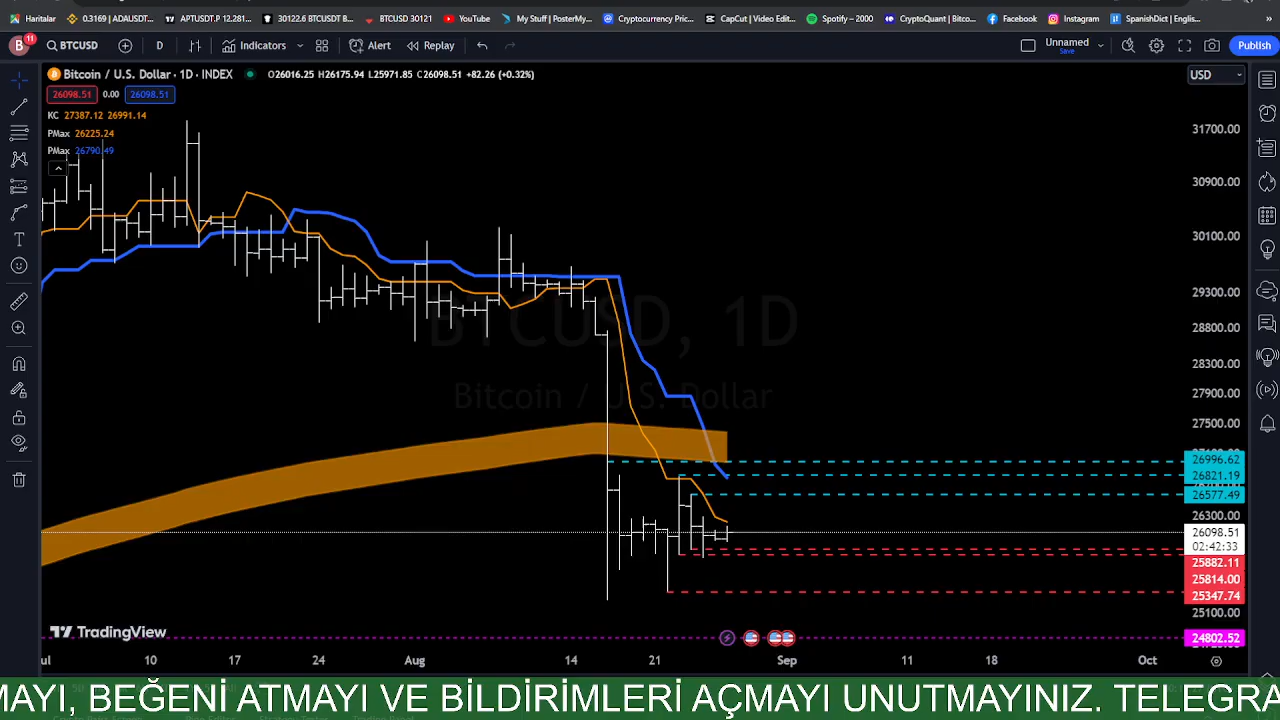 Haritalar
0.3169 | ADAUSDT...
APTUSDT.P 12.281...
30122.6 BTCUSDT B...
BTCUSD 30121
YouTube
My Stuff | PosterMy...
Cryptocurrency Pric...
CapCut | Video Edit...
Spotify – 2000
CryptoQuant | Bitco...
Facebook
Instagram
SpanishDict | Englis...
»
B 11
BTCUSD
D
Indicators
Alert
Replay
Unnamed
Save
Publish
Bitcoin / U.S. Dollar · 1D · INDEX
O26016.25 H26175.94 L25971.85 C26098.51 +82.26 (+0.32%)
USD
26098.51 0.00 26098.51
KC 27387.12 26991.14
PMax 26225.24
PMax 26790.49
BTCUSD, 1D
Bitcoin / U.S. Dollar
31700.00
30900.00
30100.00
29300.00
28800.00
28300.00
27900.00
27500.00
26996.62
26821.19
26577.49
26300.00
26098.51
02:42:33
25882.11
25814.00
25347.74
25100.00
24802.52
TradingView
ul 10 17 24 Aug 14 21 Sep 11 18 Oct
MAYI, BEĞENİ ATMAYI VE BİLDİRİMLERİ AÇMAYI UNUTMAYINIZ. TELEGRA